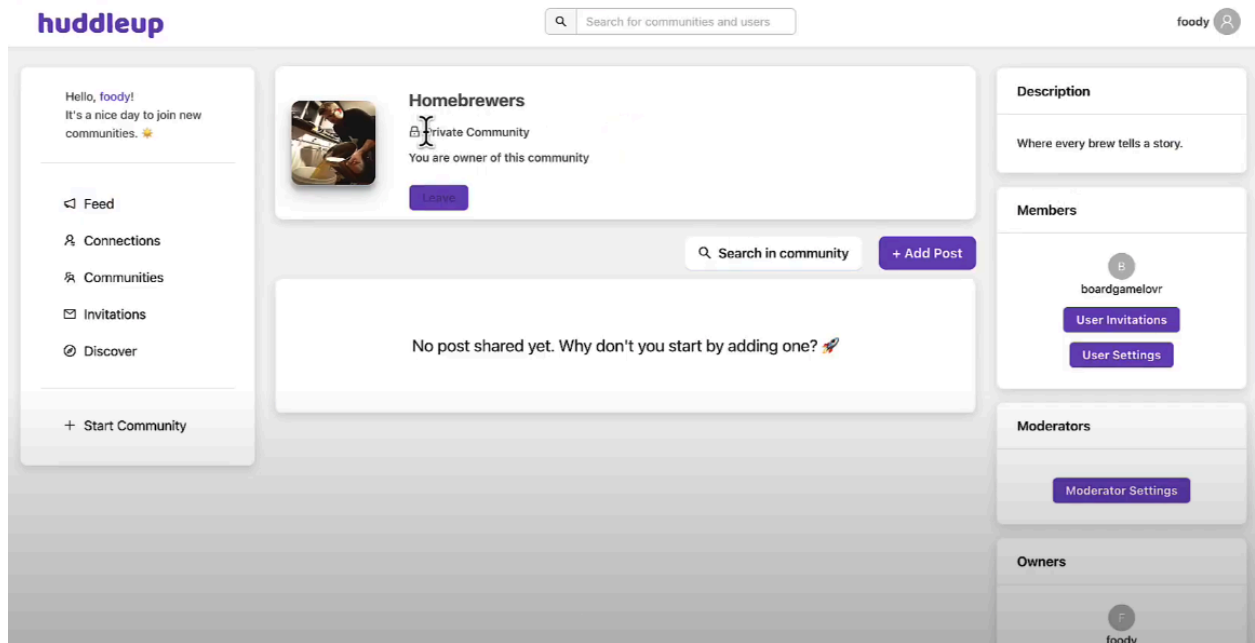 huddleup
Search for communities and users
foody
Hello, foody!
It's a nice day to join new
communities. ☀️
Feed
Connections
Communities
Invitations
Discover
+ Start Community
Homebrewers
Private Community
You are owner of this community
Leave
Search in community
+ Add Post
No post shared yet. Why don't you start by adding one? 🚀
Description
Where every brew tells a story.
Members
B
boardgamelovr
User Invitations
User Settings
Moderators
Moderator Settings
Owners
F
foody